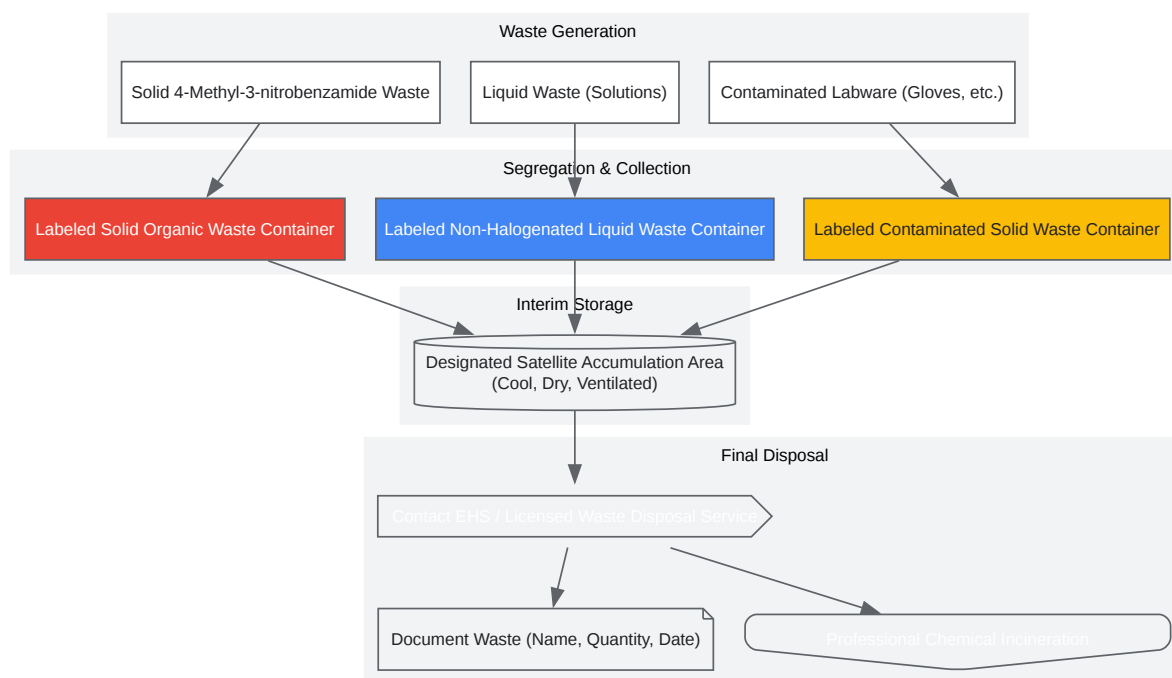 Waste Generation
Solid 4-Methyl-3-nitrobenzamide Waste
Liquid Waste (Solutions)
Contaminated Labware (Gloves, etc.)
Segregation & Collection
Labeled Solid Organic Waste Container
Labeled Non-Halogenated Liquid Waste Container
Labeled Contaminated Solid Waste Container
Interim Storage
Designated Satellite Accumulation Area
(Cool, Dry, Ventilated)
Final Disposal
Contact EHS / Licensed Waste Disposal Service
Document Waste (Name, Quantity, Date)
Professional Chemical Incineration